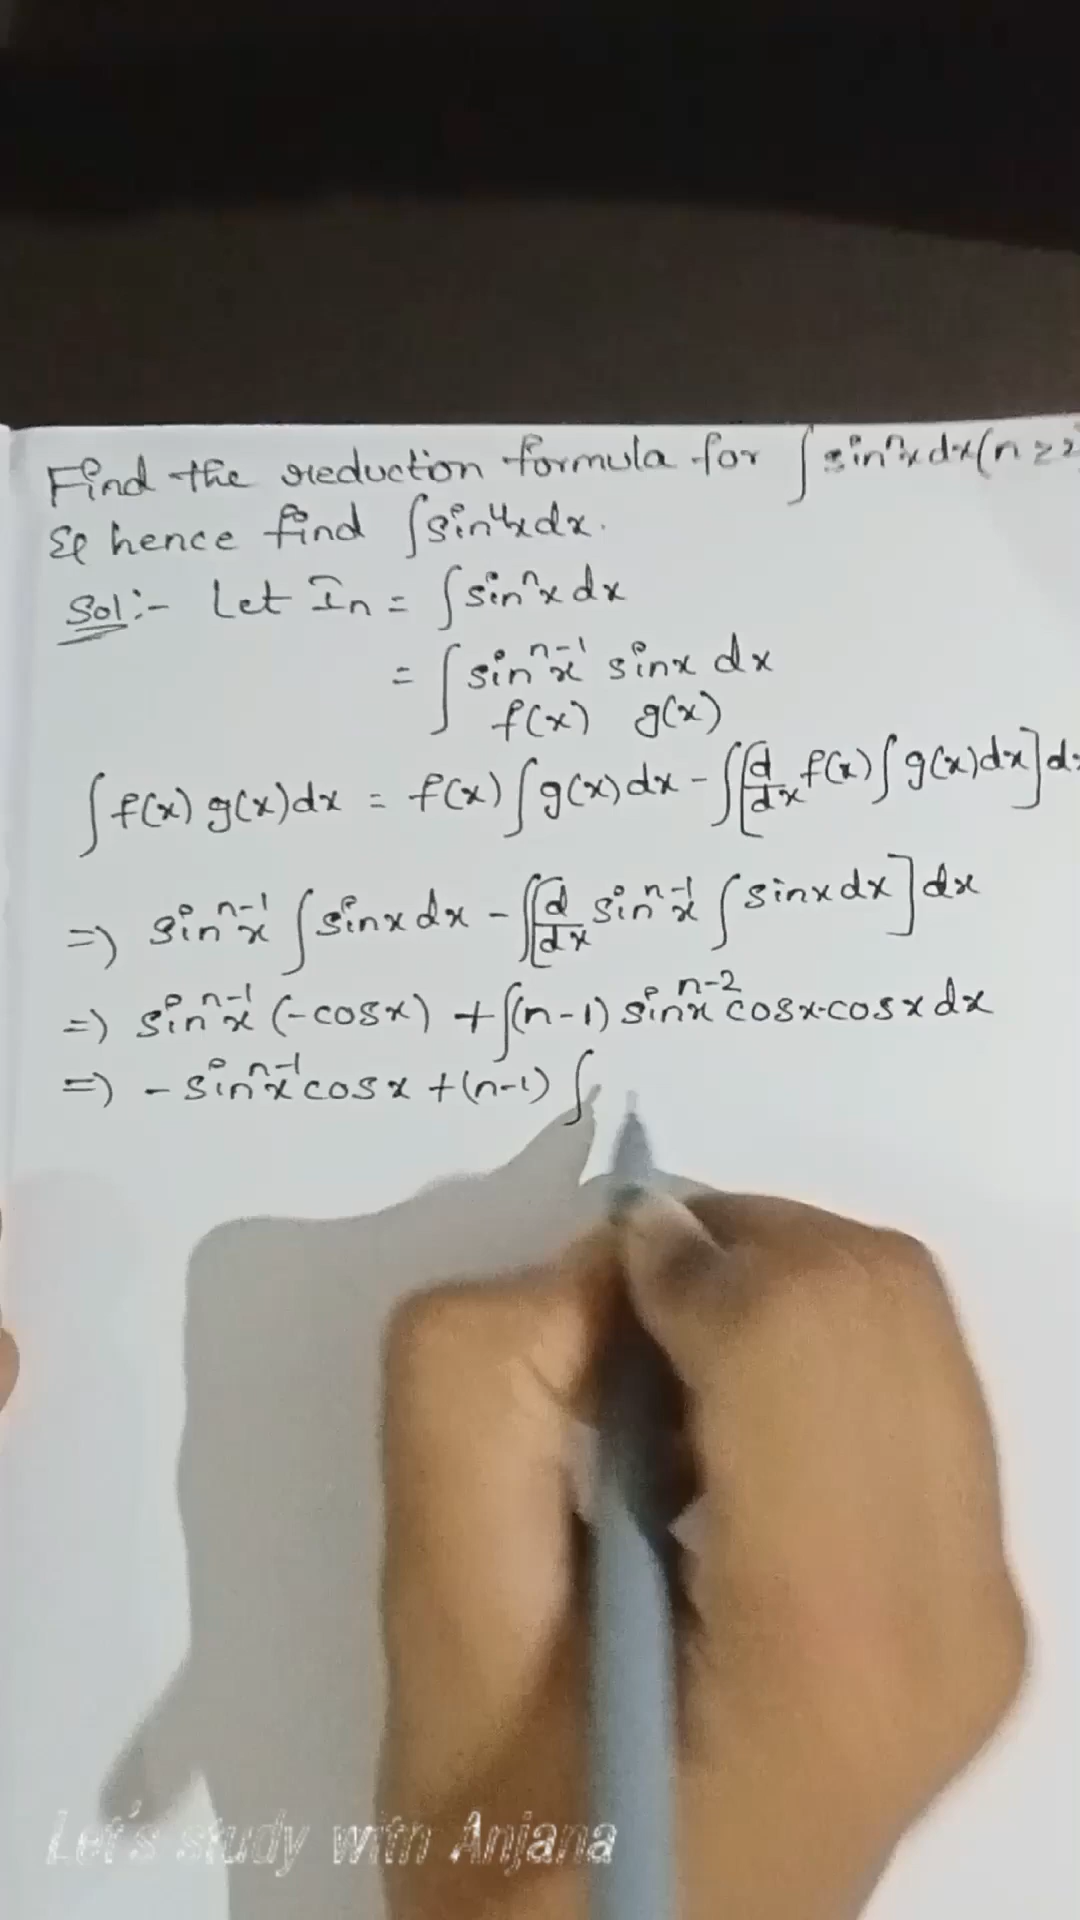 Find the reduction formula for ∫ sinⁿx dx (n ≥ 2
& hence find ∫sin⁴x dx.
Sol:- Let Iₙ = ∫ sinⁿx dx
= ∫ sinⁿ⁻¹x sinx dx
f(x) g(x)
∫ f(x) g(x) dx = f(x) ∫ g(x) dx - ∫[d/dx f(x) ∫ g(x) dx] d
=> sinⁿ⁻¹x ∫ sinx dx - ∫[d/dx sinⁿ⁻¹x ∫ sinx dx] dx
=> sinⁿ⁻¹x (-cosx) + ∫(n-1) sinⁿ⁻²x cosx.cosx dx
=> - sinⁿ⁻¹x cosx + (n-1) ∫
Let's study with Anjana